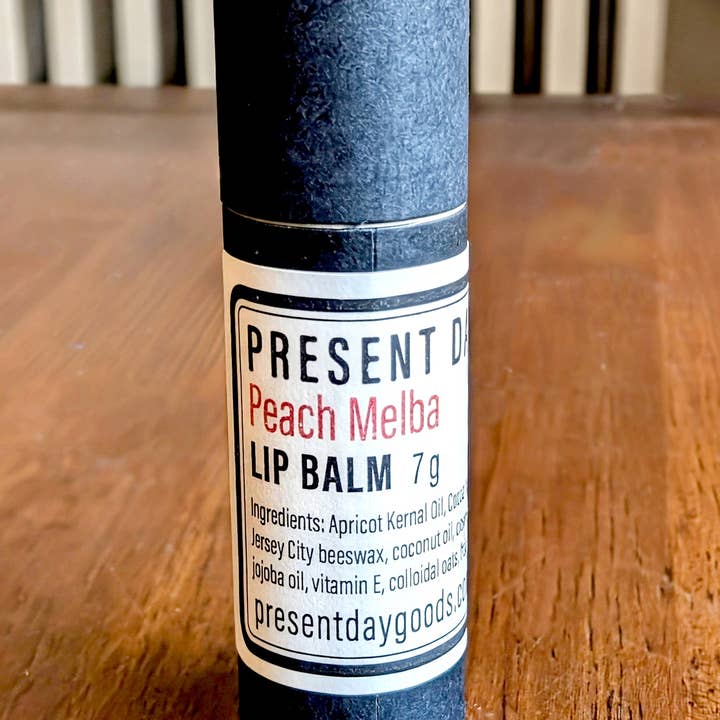 PRESENT DA
Peach Melba
LIP BALM 7g
Ingredients: Apricot Kernal Oil, Cocoa
Jersey City beeswax, coconut oil,
jojoba oil, vitamin E, colloidal oats,
presentdaygoods.co